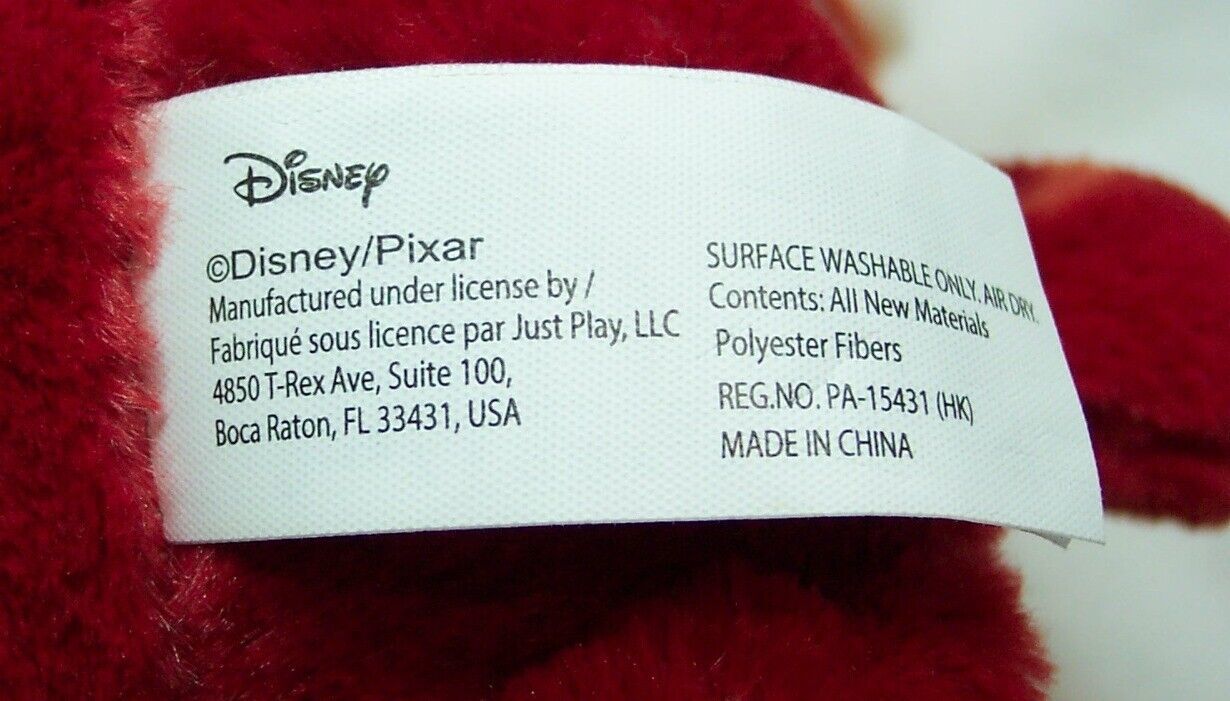 Disney
©Disney/Pixar
Manufactured under license by /
Fabriqué sous licence par Just Play, LLC
4850 T-Rex Ave, Suite 100,
Boca Raton, FL 33431, USA
SURFACE WASHABLE ONLY. AIR DRY.
Contents: All New Materials
Polyester Fibers
REG.NO. PA-15431 (HK)
MADE IN CHINA